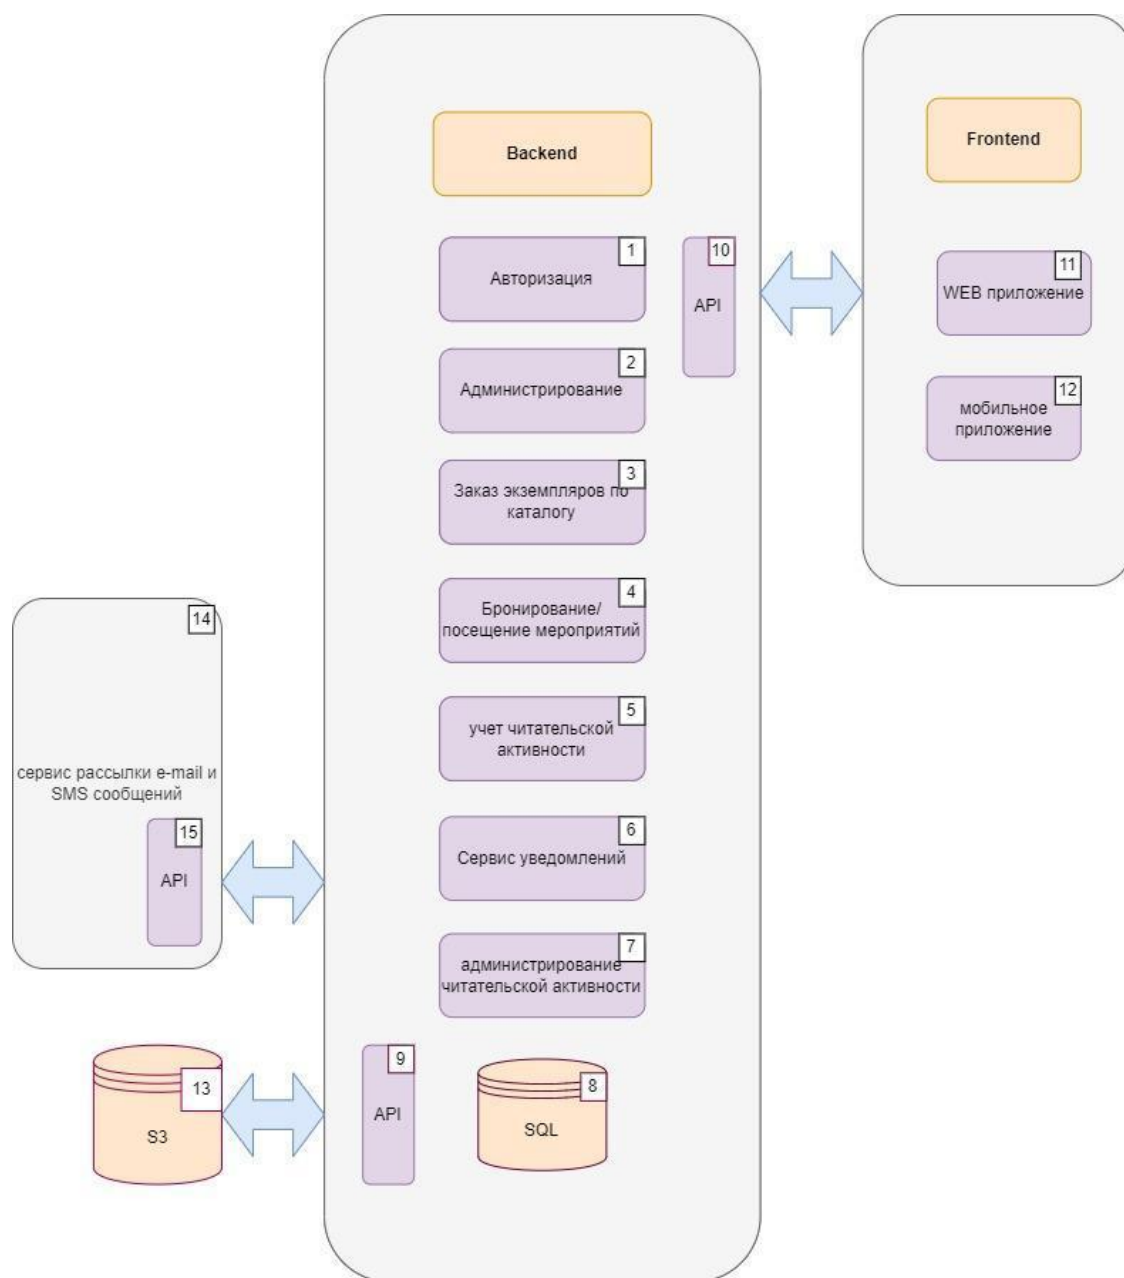 Backend
1
Авторизация
2
Администрирование
3
Заказ экземпляров по
каталогу
4
Бронирование/
посещение мероприятий
5
учет читательской
активности
6
Сервис уведомлений
7
администрирование
читательской активности
8
SQL
9
API
10
API
Frontend
11
WEB приложение
12
мобильное
приложение
14
сервис рассылки e-mail и
SMS сообщений
15
API
13
S3